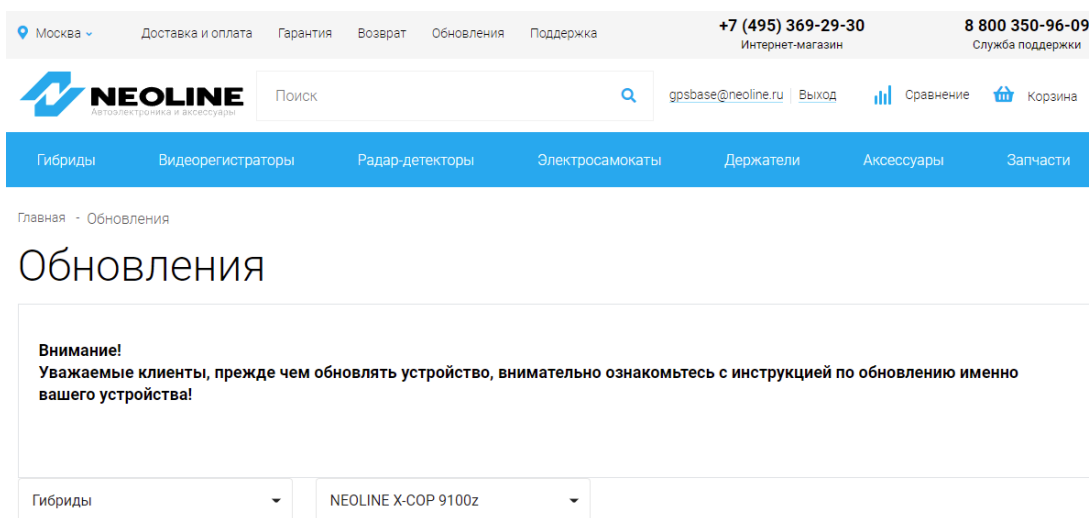 Москва Доставка и оплата Гарантия Возврат Обновления Поддержка +7 (495) 369-29-30 8 800 350-96-09
Интернет-магазин Служба поддержки
NEOLINE Поиск gpsbase@neoline.ru Выход Сравнение Корзина
Автоэлектроника и аксессуары
Гибриды Видеорегистраторы Радар-детекторы Электросамокаты Держатели Аксессуары Запчасти
Главная - Обновления
Обновления
Внимание!
Уважаемые клиенты, прежде чем обновлять устройство, внимательно ознакомьтесь с инструкцией по обновлению именно
вашего устройства!
Гибриды NEOLINE X-COP 9100z